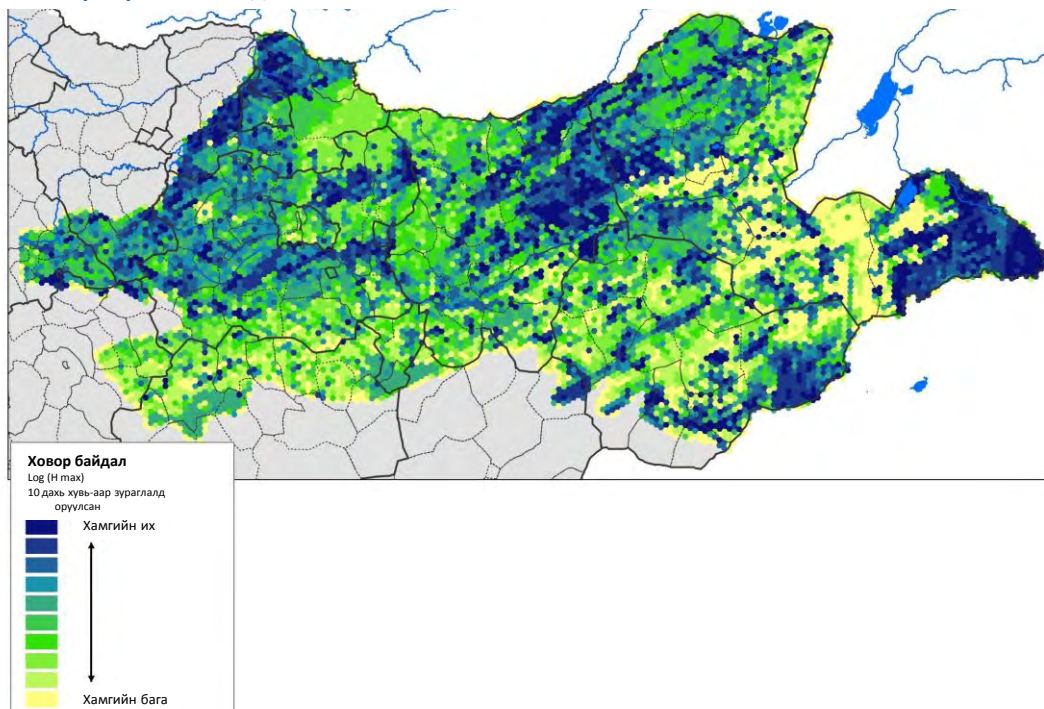 Ховор байдал
Log (H max)
10 дахь хувь-аар зураглалд
оруулсан
Хамгийн их
Хамгийн бага